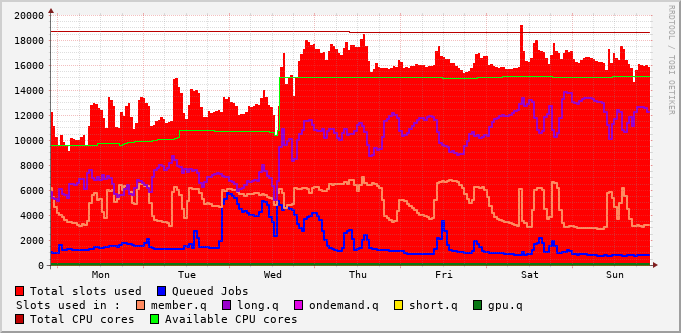 RRDTOOL / TOBI OETIKER
20000
18000
16000
14000
12000
10000
8000
6000
4000
2000
0
Mon Tue Wed Thu Fri Sat Sun
Total slots used Queued Jobs
Slots used in : member.q long.q ondemand.q short.q gpu.q
Total CPU cores Available CPU cores